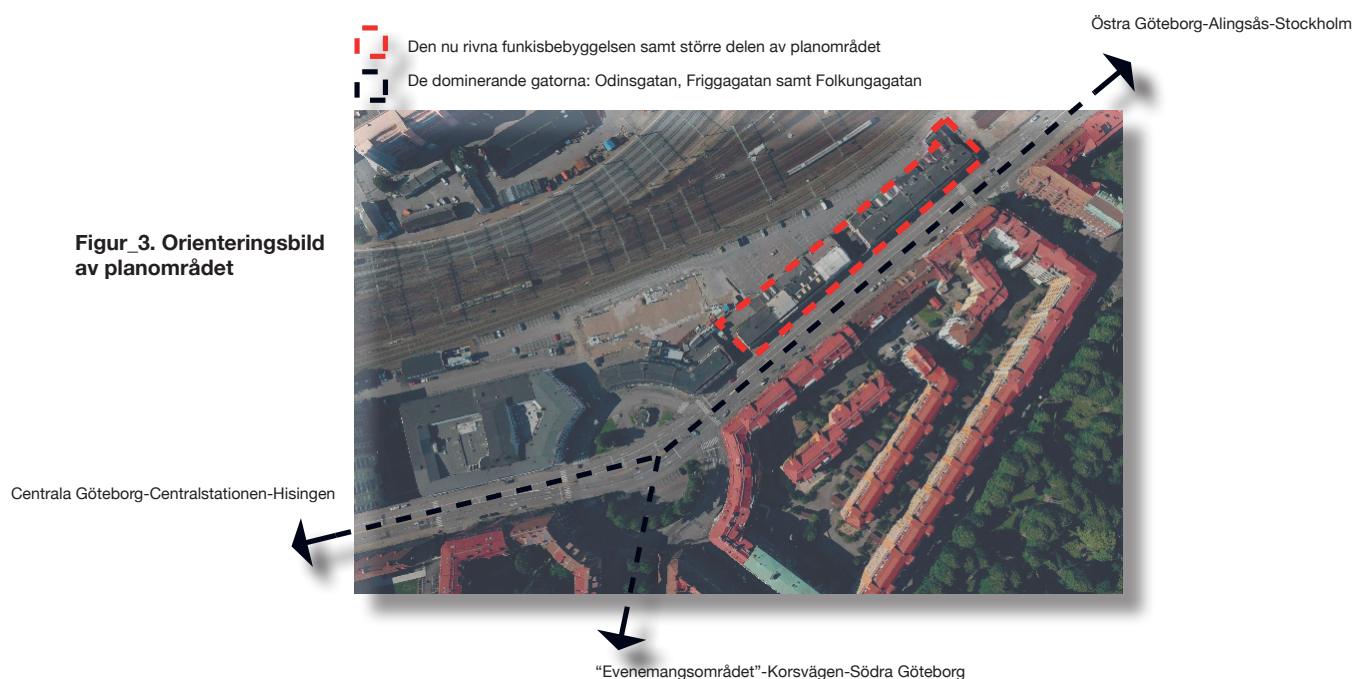 Östra Göteborg-Alingsås-Stockholm
Den nu rivna funkisbebyggelsen samt större delen av planområdet
De dominerande gatorna: Odinsgatan, Friggagatan samt Folkungagatan
Figur_3. Orienteringsbild
av planområdet
Centrala Göteborg-Centralstationen-Hisingen
“Evenemangsområdet”-Korsvägen-Södra Göteborg